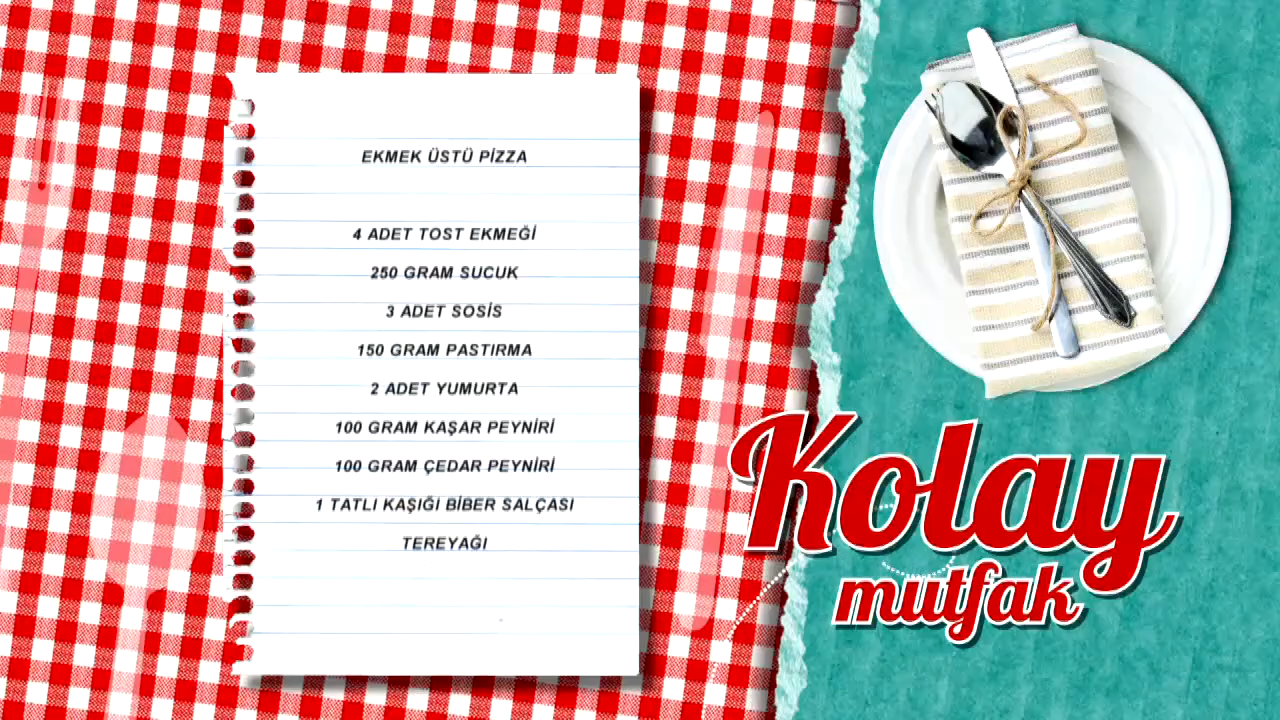 EKMEK ÜSTÜ PİZZA
4 ADET TOST EKMEĞİ
250 GRAM SUCUK
3 ADET SOSİS
150 GRAM PASTIRMA
2 ADET YUMURTA
100 GRAM KAŞAR PEYNİRİ
100 GRAM ÇEDAR PEYNİRİ
1 TATLI KAŞIĞI BİBER SALÇASI
TEREYAĞI
Kolay
mutfak